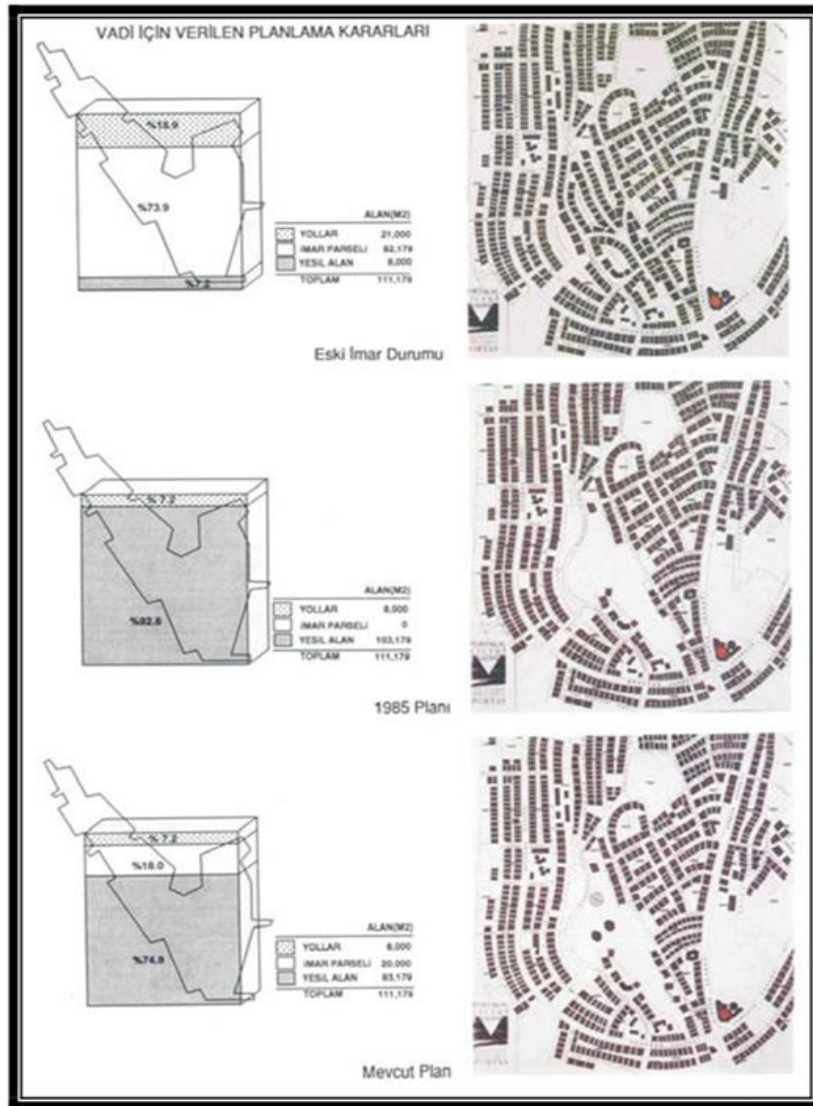 VADİ İÇİN VERİLEN PLANLAMA KARARLARI
%18.9
%73.9
%7.2
ALAN(M2)
YOLLAR 21,000
İMAR PARSELİ 82,179
YESİL ALAN 8,000
TOPLAM 111,179
Eski İmar Durumu
% 7.2
%92.8
ALAN(M2)
YOLLAR 8,000
İMAR PARSELİ 0
YESİL ALAN 103,179
TOPLAM 111,179
1985 Planı
% 7.2
%18.0
%74.8
ALAN(M2)
YOLLAR 8,000
İMAR PARSELİ 20,000
YESİL ALAN 83,179
TOPLAM 111,179
Mevcut Plan